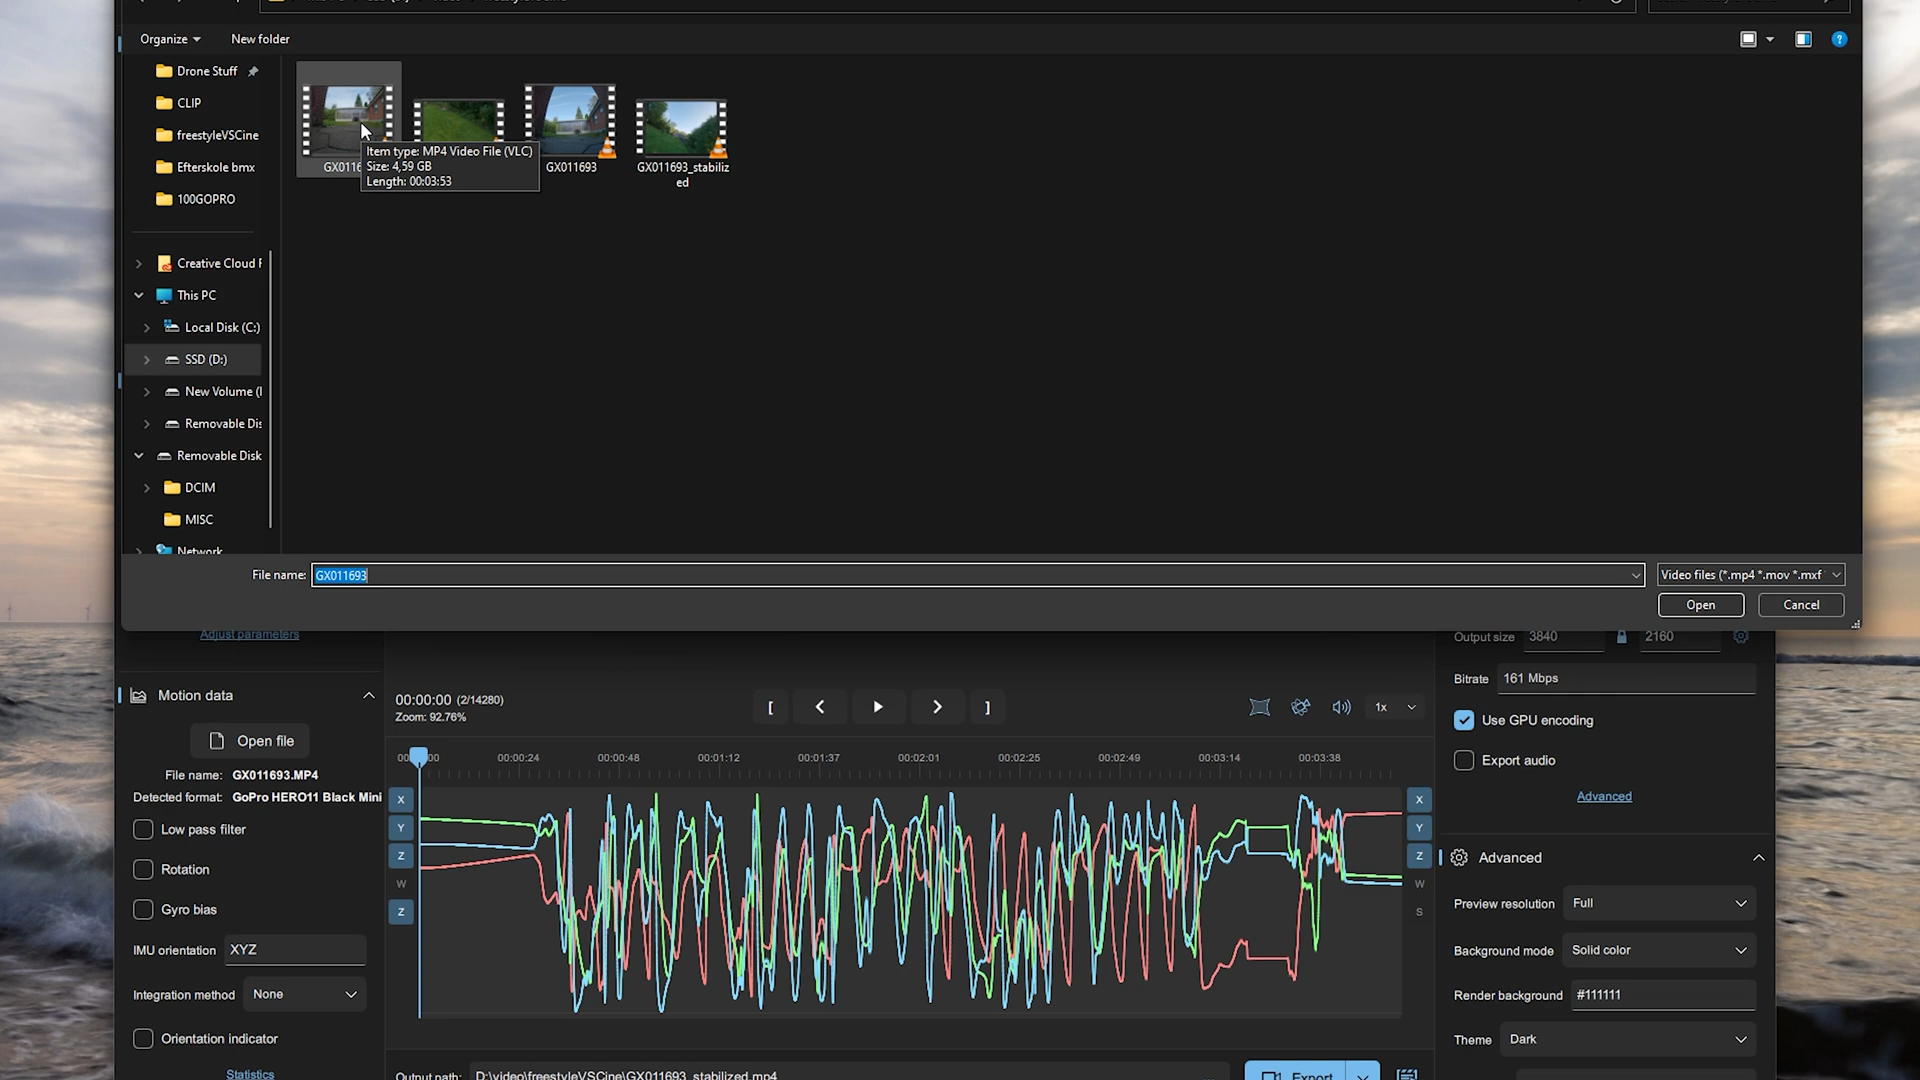 Organize
New folder
Drone Stuff
CLIP
freestyleVSCine
Efterskole bmx
100GOPRO
Creative Cloud F
This PC
Local Disk (C:)
SSD (D:)
New Volume (
Removable Dis
Removable Disk
DCIM
MISC
Network
GX0116
Item type: MP4 Video File (VLC)
Size: 4,59 GB
Length: 00:03:53
GX011693
GX011693_stabiliz
ed
File name: GX011693
Video files (*.mp4 *.mov *.mxf
Open
Cancel
Adjust parameters
Motion data
Open file
File name: GX011693.MP4
Detected format: GoPro HERO11 Black Mini
Low pass filter
Rotation
Gyro bias
IMU orientation XYZ
Integration method None
Orientation indicator
Statistics
00:00:00 (2/14280)
Zoom: 92.76%
[
]
1x
00:00:24
00:00:48
00:01:12
00:01:37
00:02:01
00:02:25
00:02:49
00:03:14
00:03:38
X
Y
Z
W
Z
X
Y
Z
W
S
Output path: D:\video\freestyleVSCine\GX011693_stabilized.mp4
Export
Output size 3840 2160
Bitrate 161 Mbps
Use GPU encoding
Export audio
Advanced
Advanced
Preview resolution Full
Background mode Solid color
Render background #111111
Theme Dark